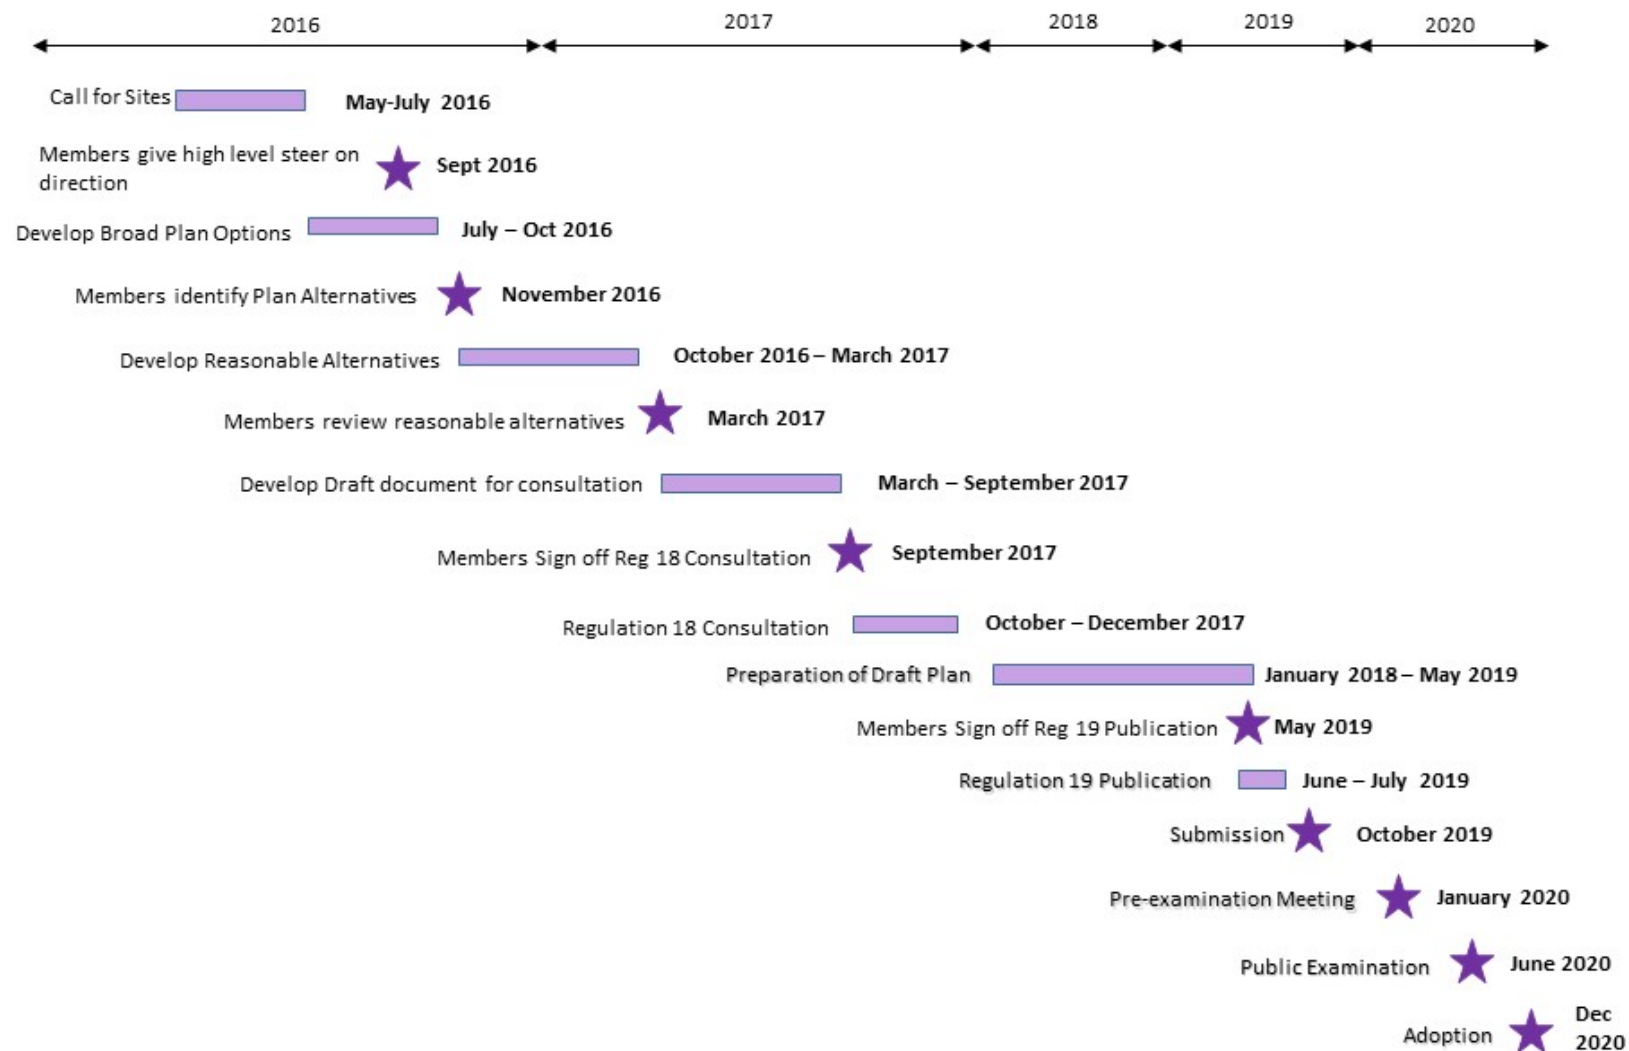 2016 2017 2018 2019 2020
Call for Sites May-July 2016
Members give high level steer on
direction
Sept 2016
Develop Broad Plan Options July – Oct 2016
Members identify Plan Alternatives November 2016
Develop Reasonable Alternatives October 2016 – March 2017
Members review reasonable alternatives March 2017
Develop Draft document for consultation March – September 2017
Members Sign off Reg 18 Consultation September 2017
Regulation 18 Consultation October – December 2017
Preparation of Draft Plan January 2018 – May 2019
Members Sign off Reg 19 Publication May 2019
Regulation 19 Publication June – July 2019
Submission October 2019
Pre-examination Meeting January 2020
Public Examination June 2020
Adoption
Dec
2020